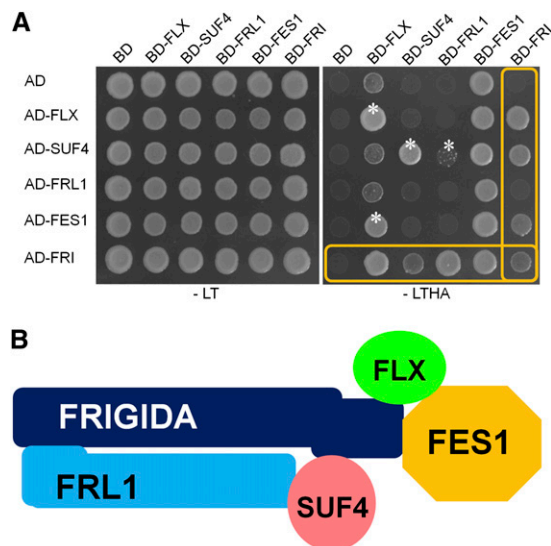 A
BD BD-FLX BD-SUF4 BD-FRL1 BD-FES1 BD-FRI BD BD-FLX BD-SUF4 BD-FRL1 BD-FES1 BD-FRI
AD
AD-FLX *
AD-SUF4 * *
AD-FRL1
AD-FES1 *
AD-FRI
- LT - LTHA
B
FLX
FRIGIDA
FES1
FRL1
SUF4